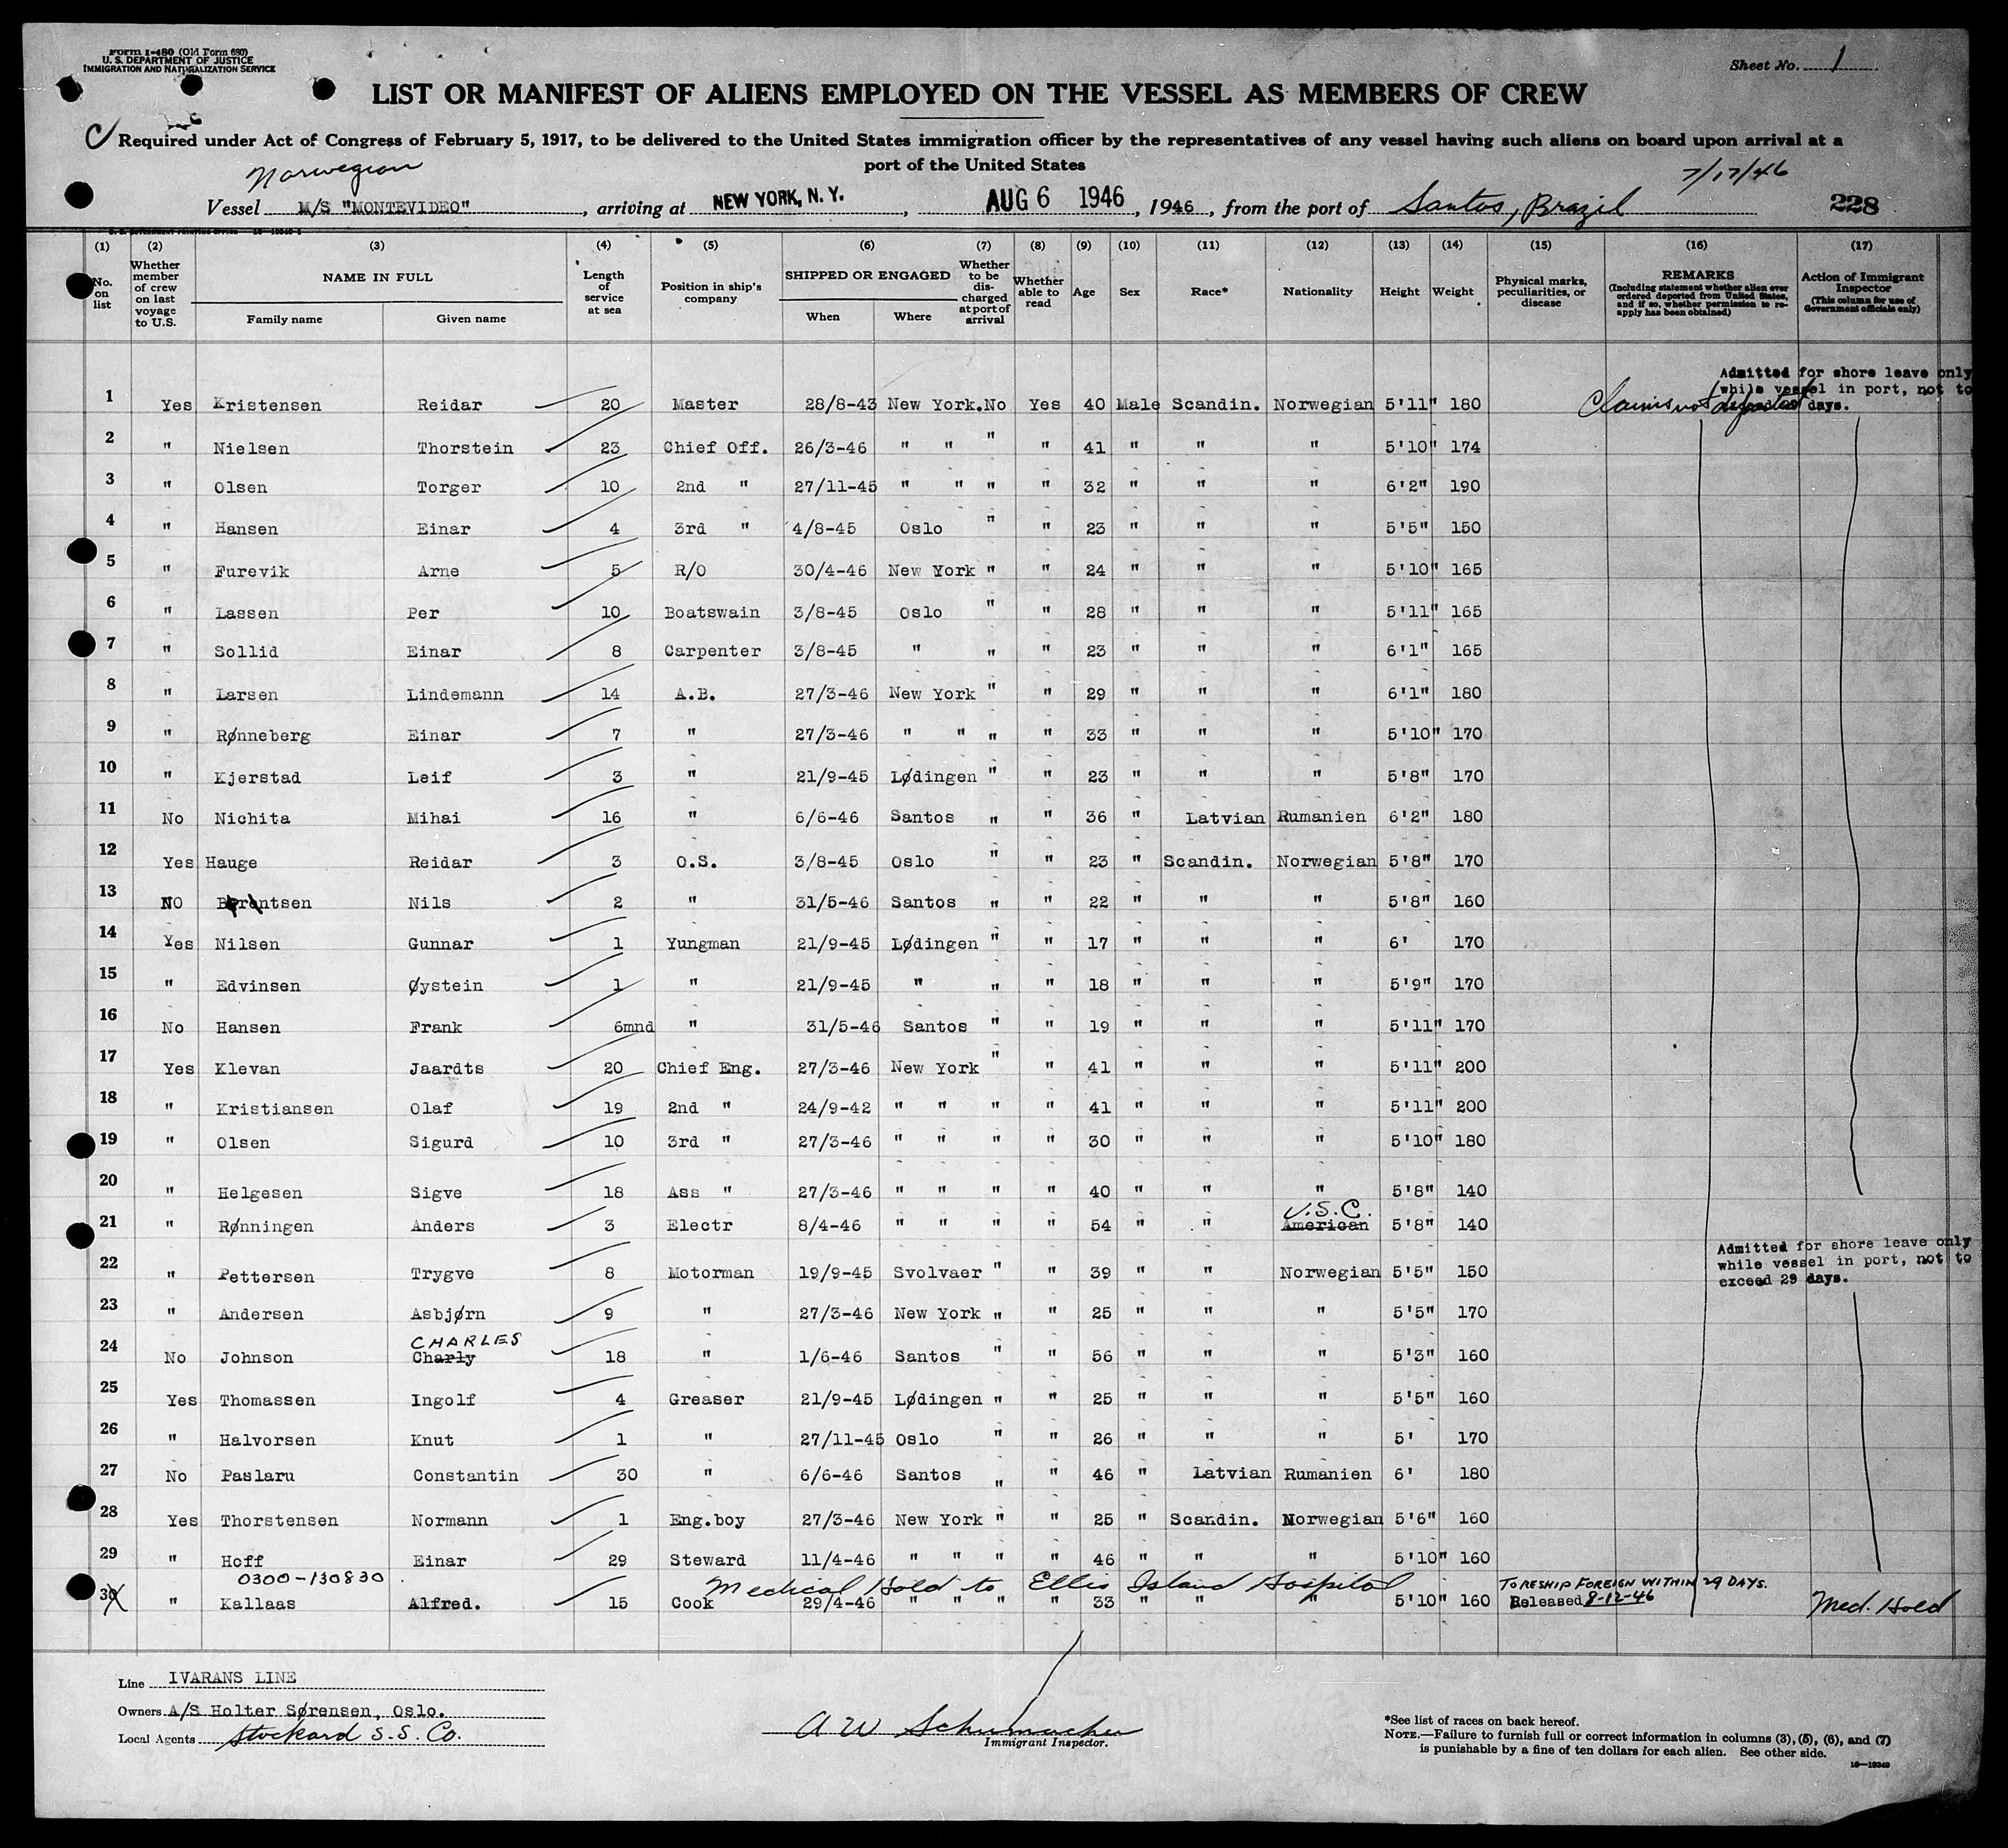 Form I-480 (Old Form 680)
U. S. DEPARTMENT OF JUSTICE
IMMIGRATION AND NATURALIZATION SERVICE
Sheet No. 1
LIST OR MANIFEST OF ALIENS EMPLOYED ON THE VESSEL AS MEMBERS OF CREW
Required under Act of Congress of February 5, 1917, to be delivered to the United States immigration officer by the representatives of any vessel having such aliens on board upon arrival at a
port of the United States
Norwegian
7/17/46
Vessel M/S "MONTEVIDEO", arriving at NEW YORK, N. Y., AUG 6 1946, 1946, from the port of Santos, Brazil 228
(1) (2) (3) (4) (5) (6) (7) (8) (9) (10) (11) (12) (13) (14) (15) (16) (17)
No. on list
Whether member of crew on last voyage to U.S.
NAME IN FULL
Family name Given name
Length of service at sea
Position in ship's company
SHIPPED OR ENGAGED
When Where
Whether to be discharged at port of arrival
Whether able to read
Age
Sex
Race*
Nationality
Height
Weight
Physical marks, peculiarities, or disease
REMARKS
(Including statement whether alien ever ordered deported from United States, and if so, whether permission to reapply has been obtained)
Action of Immigrant Inspector
(This column for use of Government officials only)
Admitted for shore leave only
while vessel in port, not to
days.
Claims not deported
1 Yes Kristensen Reidar 20 Master 28/8-43 New York. No Yes 40 Male Scandin. Norwegian 5'11" 180
2 " Nielsen Thorstein 23 Chief Off. 26/3-46 " " " " 41 " " " 5'10" 174
3 " Olsen Torger 10 2nd " 27/11-45 " " " " 32 " " " 6'2" 190
4 " Hansen Einar 4 3rd " 4/8-45 Oslo " " 23 " " " 5'5" 150
5 " Furevik Arne 5 R/O 30/4-46 New York " " 24 " " " 5'10" 165
6 " Lassen Per 10 Boatswain 3/8-45 Oslo " " 28 " " " 5'11" 165
7 " Sollid Einar 8 Carpenter 3/8-45 " " " 23 " " " 6'1" 165
8 " Larsen Lindemann 14 A.B. 27/3-46 New York " " 29 " " " 6'1" 180
9 " Rønneberg Einar 7 " 27/3-46 " " " " 33 " " " 5'10" 170
10 " Kjerstad Leif 3 " 21/9-45 Lødingen " " 23 " " " 5'8" 170
11 No Nichita Mihai 16 " 6/6-46 Santos " " 36 " Latvian Rumanien 6'2" 180
12 Yes Hauge Reidar 3 O.S. 3/8-45 Oslo " " 23 " Scandin. Norwegian 5'8" 170
13 NO Berentsen Nils 2 " 31/5-46 Santos " " 22 " " " 5'8" 160
14 Yes Nilsen Gunnar 1 Yungman 21/9-45 Lødingen " " 17 " " " 6' 170
15 " Edvinsen Øystein 1 " 21/9-45 " " " 18 " " " 5'9" 170
16 No Hansen Frank 6mnd " 31/5-46 Santos " " 19 " " " 5'11" 170
17 Yes Klevan Jaardts 20 Chief Eng. 27/3-46 New York " " 41 " " " 5'11" 200
18 " Kristiansen Olaf 19 2nd " 24/9-42 " " " " 41 " " " 5'11" 200
19 " Olsen Sigurd 10 3rd " 27/3-46 " " " " 30 " " " 5'10" 180
20 " Helgesen Sigve 18 Ass " 27/3-46 " " " " 40 " " " 5'8" 140
U.S.C.
21 " Rønningen Anders 3 Electr 8/4-46 " " " " 54 " " American 5'8" 140
Admitted for shore leave only
while vessel in port, not to
exceed 29 days.
22 " Pettersen Trygve 8 Motorman 19/9-45 Svolvaer " " 39 " " Norwegian 5'5" 150
23 " Andersen Asbjørn 9 " 27/3-46 New York " " 25 " " " 5'5" 170
CHARLES
24 No Johnson Charly 18 " 1/6-46 Santos " " 56 " " " 5'3" 160
25 Yes Thomassen Ingolf 4 Greaser 21/9-45 Lødingen " " 25 " " " 5'5" 160
26 " Halvorsen Knut 1 " 27/11-45 Oslo " " 26 " " " 5' 170
27 No Paslaru Constantin 30 " 6/6-46 Santos " " 46 " Latvian Rumanien 6' 180
28 Yes Thorstensen Normann 1 Eng.boy 27/3-46 New York " " 25 " Scandin. Norwegian 5'6" 160
29 " Hoff Einar 29 Steward 11/4-46 " " " " 46 " " " 5'10" 160
0300-130830 Medical Hold to Ellis Island Hospital TO RESHIP FOREIGN WITHIN 29 DAYS.
30 " Kallaas Alfred. 15 Cook 29/4-46 " " " " 33 " " " 5'10" 160 Released 8-12-46 Med. Hold
Line IVARANS LINE
Owners A/S Holter Sørensen, Oslo.
Local Agents Stockard S.S. Co.
A W Schumacher
Immigrant Inspector.
*See list of races on back hereof.
NOTE.—Failure to furnish full or correct information in columns (3), (5), (6), and (7)
is punishable by a fine of ten dollars for each alien. See other side.
16—19340